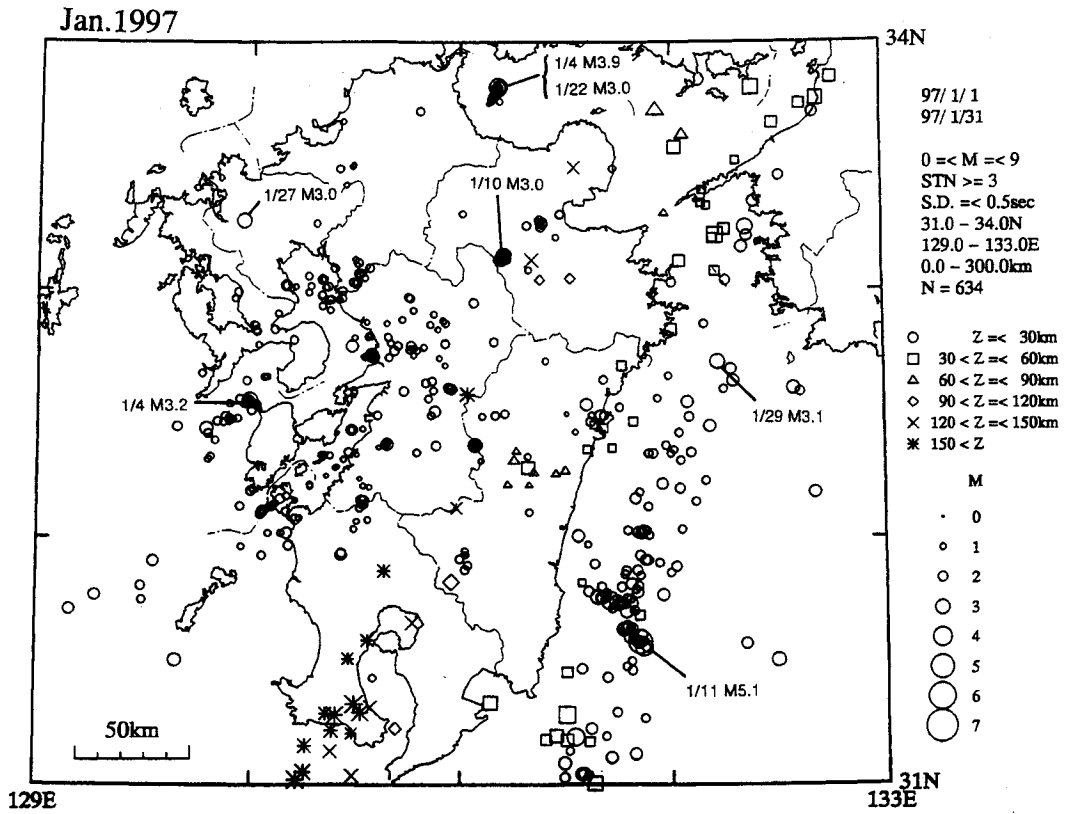 Jan.1997
34N
1/4 M3.9
1/22 M3.0
97/ 1/ 1
97/ 1/31
0 =< M =< 9
STN >= 3
S.D. =< 0.5sec
31.0 – 34.0N
129.0 – 133.0E
0.0 – 300.0km
N = 634
1/27 M3.0
1/10 M3.0
Z =< 30km
30 < Z =< 60km
60 < Z =< 90km
90 < Z =<120km
120 < Z =<150km
150 < Z
1/4 M3.2
1/29 M3.1
M
0
1
2
3
4
5
6
7
1/11 M5.1
50km
31N
129E
133E